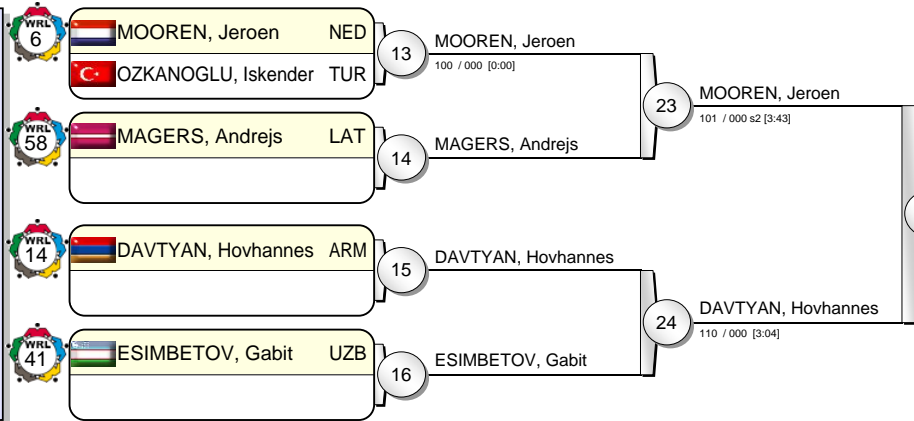 WRL
6
MOOREN, Jeroen NED
OZKANOGLU, Iskender TUR
13
MOOREN, Jeroen
100 / 000 [0:00]
WRL
58
MAGERS, Andrejs LAT
14
MAGERS, Andrejs
23
MOOREN, Jeroen
101 / 000 s2 [3:43]
WRL
14
DAVTYAN, Hovhannes ARM
15
DAVTYAN, Hovhannes
WRL
41
ESIMBETOV, Gabit UZB
16
ESIMBETOV, Gabit
24
DAVTYAN, Hovhannes
110 / 000 [3:04]